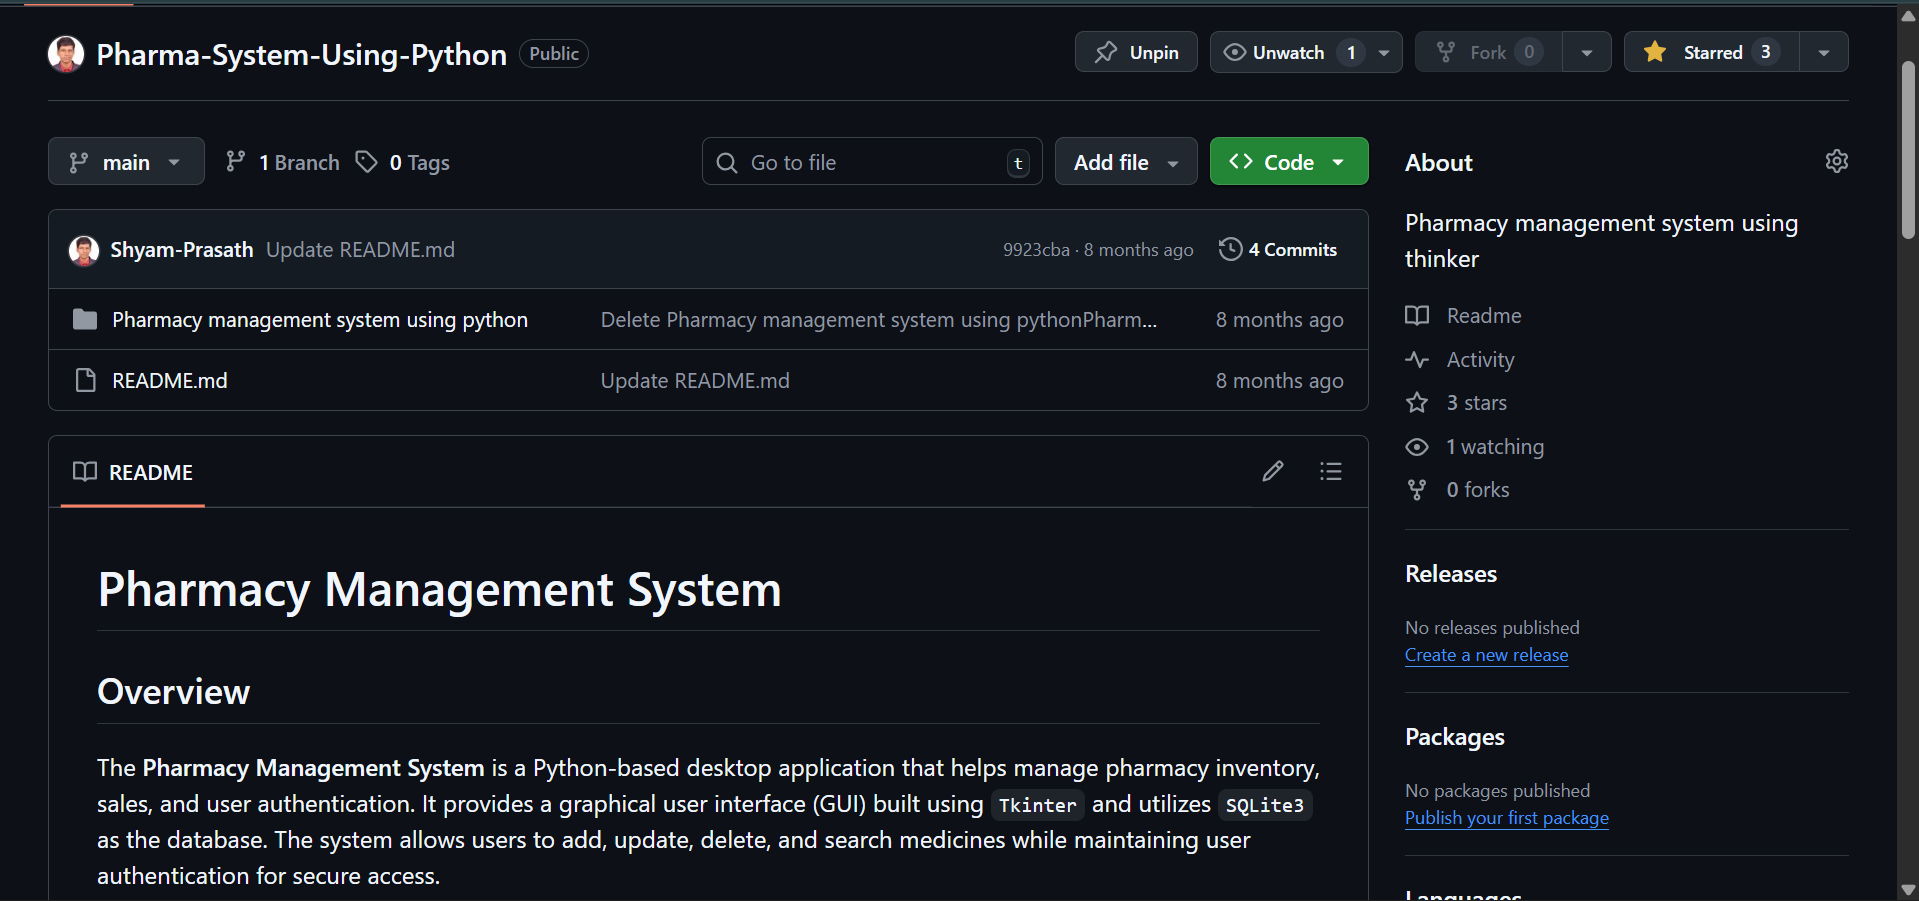 Pharma-System-Using-Python Public
Unpin Unwatch 1 Fork 0 Starred 3
main 1 Branch 0 Tags Go to file t Add file Code
Shyam-Prasath Update README.md 9923cba · 8 months ago 4 Commits
Pharmacy management system using python Delete Pharmacy management system using pythonPharm... 8 months ago
README.md Update README.md 8 months ago
README
Pharmacy Management System
Overview
The Pharmacy Management System is a Python-based desktop application that helps manage pharmacy inventory,
sales, and user authentication. It provides a graphical user interface (GUI) built using Tkinter and utilizes SQLite3
as the database. The system allows users to add, update, delete, and search medicines while maintaining user
authentication for secure access.
About
Pharmacy management system using
thinker
Readme
Activity
3 stars
1 watching
0 forks
Releases
No releases published
Create a new release
Packages
No packages published
Publish your first package
Languages